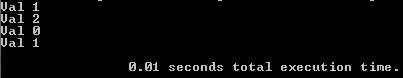 Val 1
Val 2
Val 0
Val 1
0.01 seconds total execution time.